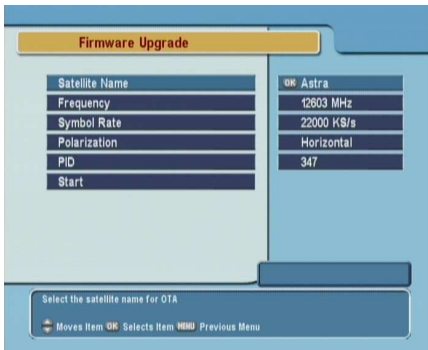 Firmware Upgrade
Satellite Name OK Astra
Frequency 12603 MHz
Symbol Rate 22000 KS/s
Polarization Horizontal
PID 347
Start
Select the satellite name for OTA
Moves Item OK Selects Item MENU Previous Menu